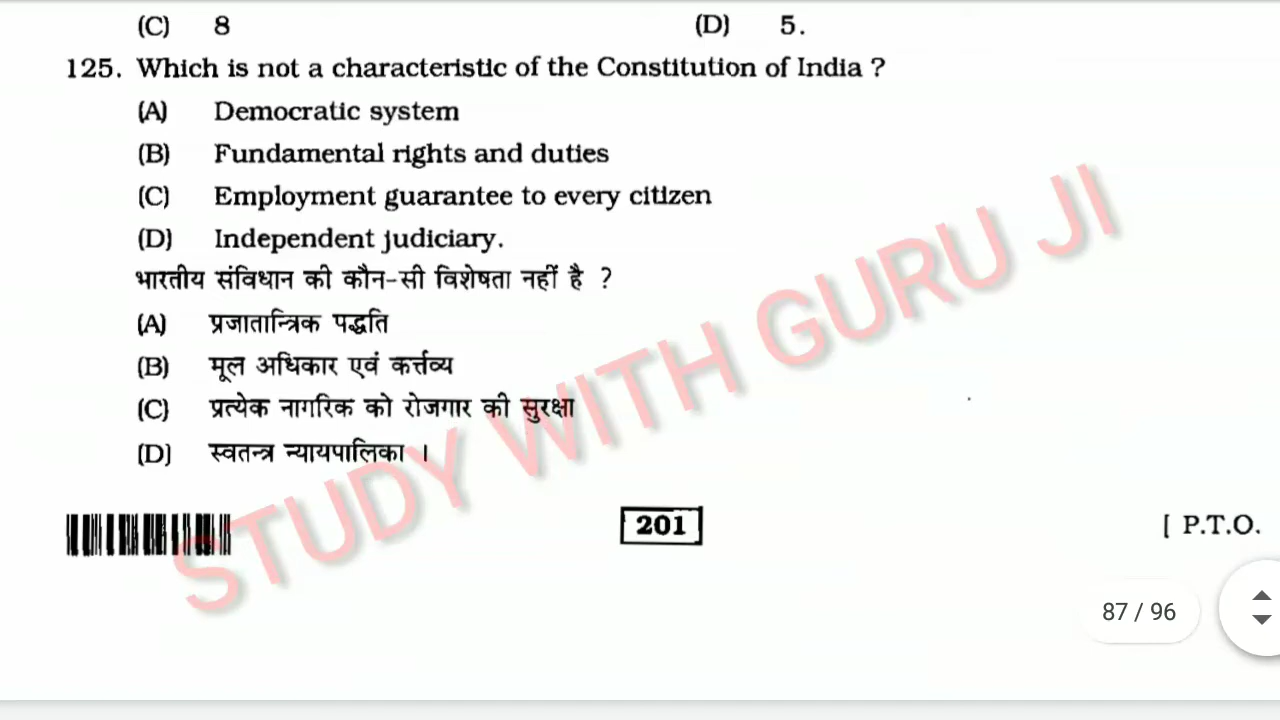 (C) 8 (D) 5.
125. Which is not a characteristic of the Constitution of India ?
(A) Democratic system
(B) Fundamental rights and duties
(C) Employment guarantee to every citizen
(D) Independent judiciary.
भारतीय संविधान की कौन-सी विशेषता नहीं है ?
(A) प्रजातान्त्रिक पद्धति
(B) मूल अधिकार एवं कर्त्तव्य
(C) प्रत्येक नागरिक को रोजगार की सुरक्षा
(D) स्वतन्त्र न्यायपालिका ।
STUDY WITH GURU JI
201 [ P.T.O.
87 / 96